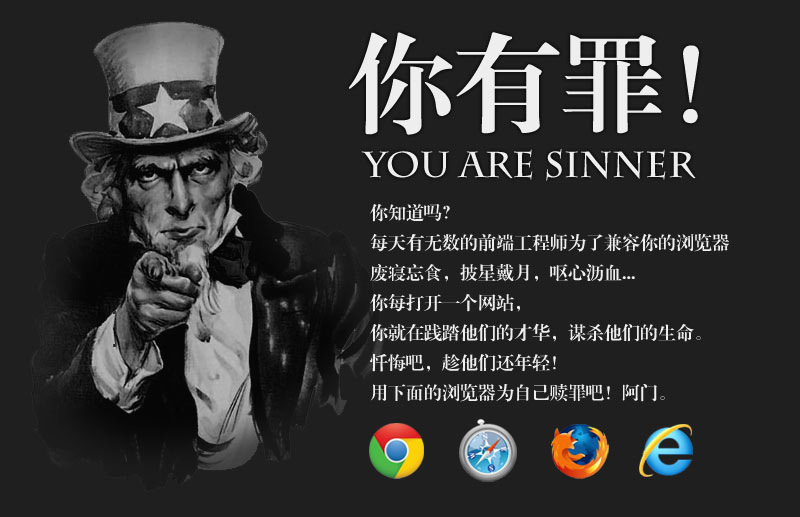 你有罪!
YOU ARE SINNER
你知道吗？
每天有无数的前端工程师为了兼容你的浏览器
废寝忘食，披星戴月，呕心沥血...
你每打开一个网站，
你就在践踏他们的才华，谋杀他们的生命。
忏悔吧，趁他们还年轻！
用下面的浏览器为自己赎罪吧！阿门。